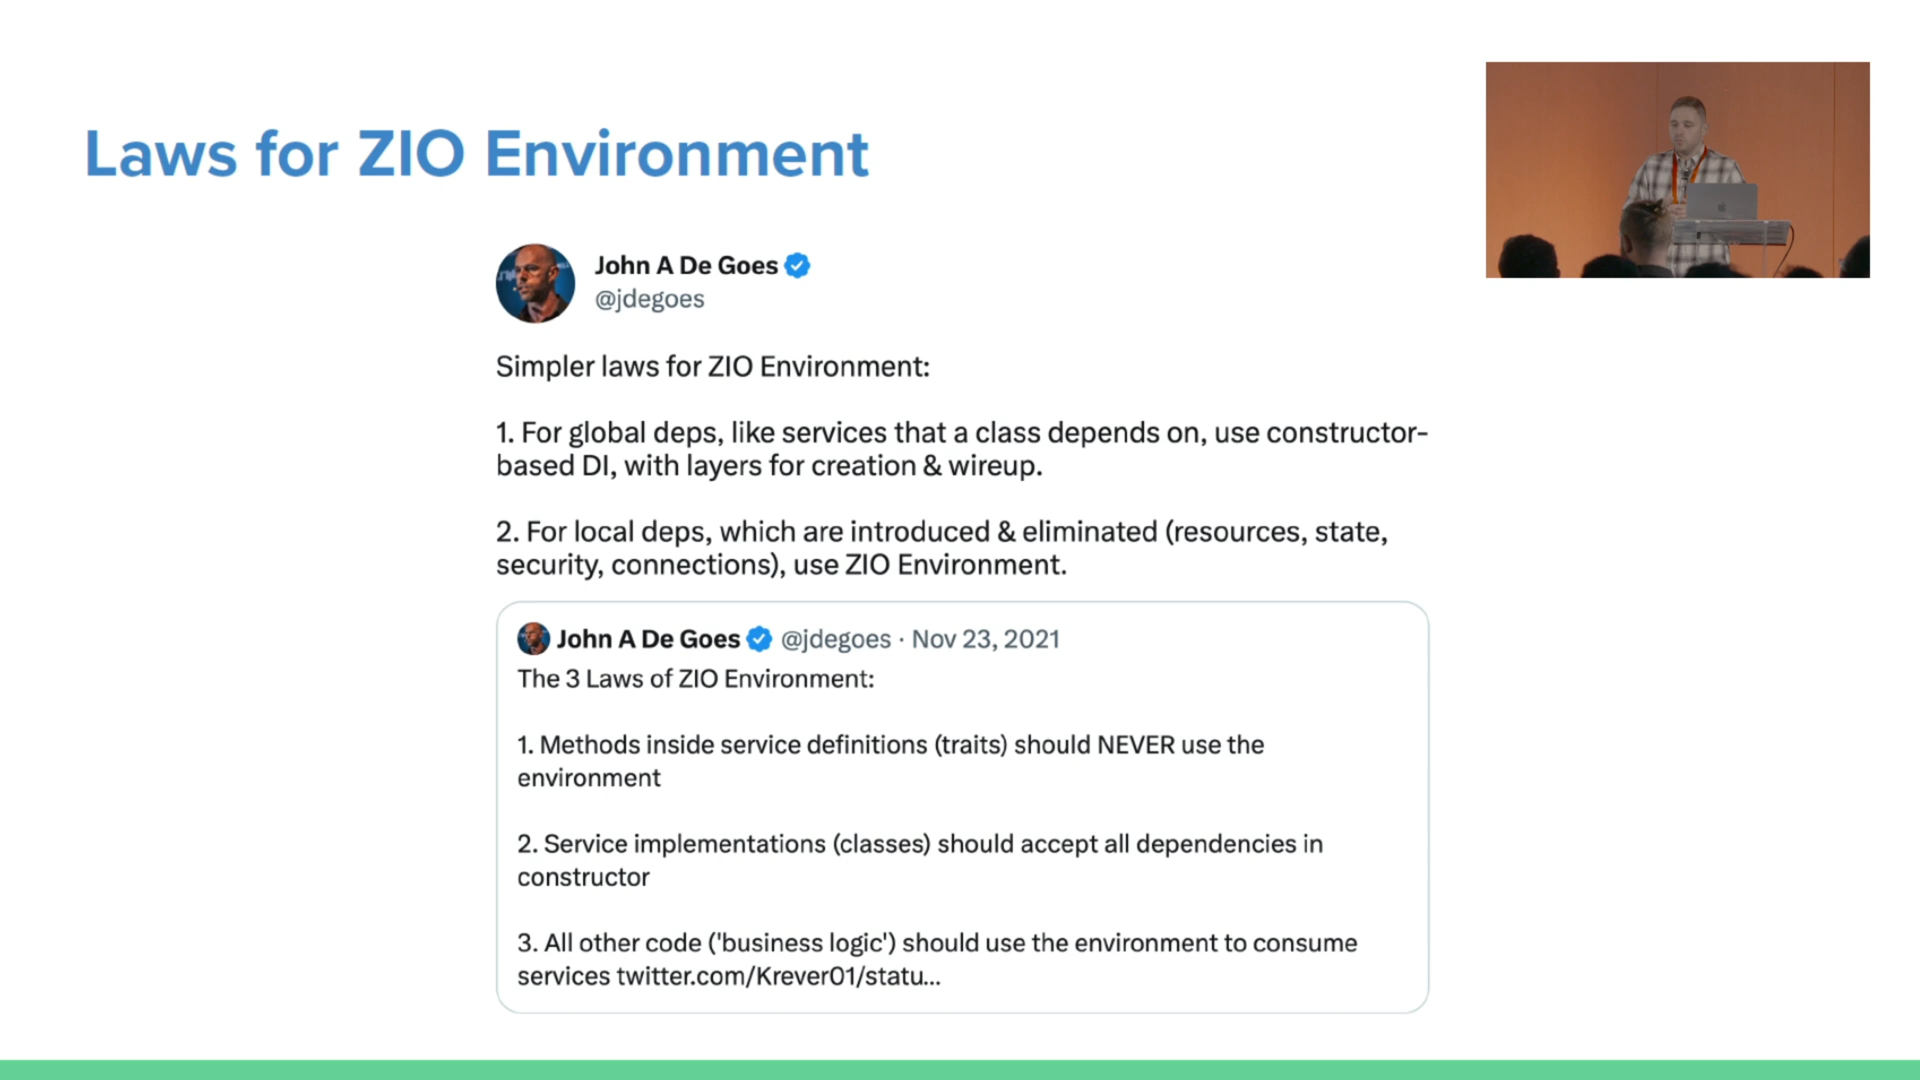 Laws for ZIO Environment
John A De Goes
@jdegoes
Simpler laws for ZIO Environment:
1. For global deps, like services that a class depends on, use constructor-
based DI, with layers for creation & wireup.
2. For local deps, which are introduced & eliminated (resources, state,
security, connections), use ZIO Environment.
John A De Goes @jdegoes · Nov 23, 2021
The 3 Laws of ZIO Environment:
1. Methods inside service definitions (traits) should NEVER use the
environment
2. Service implementations (classes) should accept all dependencies in
constructor
3. All other code ('business logic') should use the environment to consume
services twitter.com/Krever01/statu...